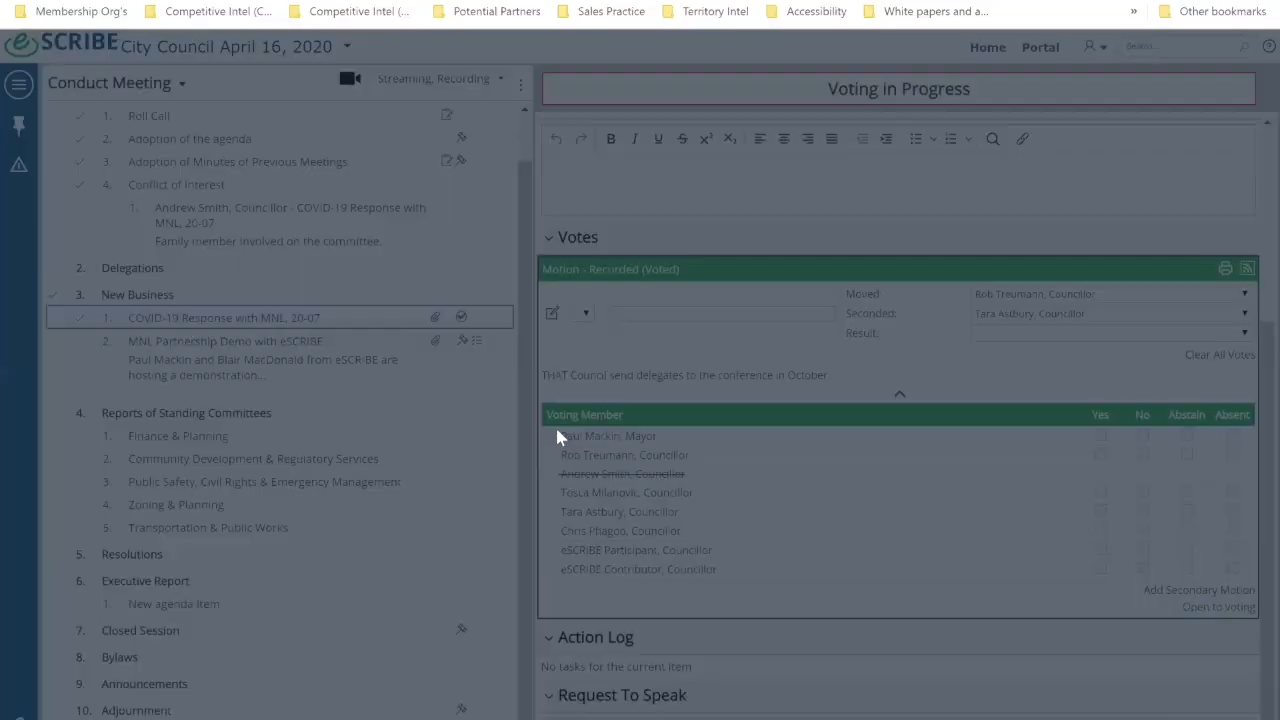 Membership Org's
Competitive Intel (C...
Competitive Intel (...
Potential Partners
Sales Practice
Territory Intel
Accessibility
White papers and a...
»
Other bookmarks
eSCRIBE City Council April 16, 2020
Home
Portal
Search...
Conduct Meeting
Streaming, Recording
1. Roll Call
2. Adoption of the agenda
3. Adoption of Minutes of Previous Meetings
4. Conflict of Interest
1. Andrew Smith, Councillor - COVID-19 Response with
MNL, 20-07
Family member involved on the committee.
2. Delegations
3. New Business
1. COVID-19 Response with MNL, 20-07
2. MNL Partnership Demo with eSCRIBE
Paul Mackin and Blair MacDonald from eSCRIBE are
hosting a demonstration...
4. Reports of Standing Committees
1. Finance & Planning
2. Community Development & Regulatory Services
3. Public Safety, Civil Rights & Emergency Management
4. Zoning & Planning
5. Transportation & Public Works
5. Resolutions
6. Executive Report
1. New agenda item
7. Closed Session
8. Bylaws
9. Announcements
10. Adjournment
Voting in Progress
Votes
Motion - Recorded (Voted)
Moved: Rob Treumann, Councillor
Seconded: Tara Astbury, Councillor
Result:
Clear All Votes
THAT Council send delegates to the conference in October
Voting Member Yes No Abstain Absent
Paul Mackin, Mayor
Rob Treumann, Councillor
Andrew Smith, Councillor
Tosca Milanovic, Councillor
Tara Astbury, Councillor
Chris Phagoo, Councillor
eSCRIBE Participant, Councillor
eSCRIBE Contributor, Councillor
Add Secondary Motion
Open to voting
Action Log
No tasks for the current item
Request To Speak